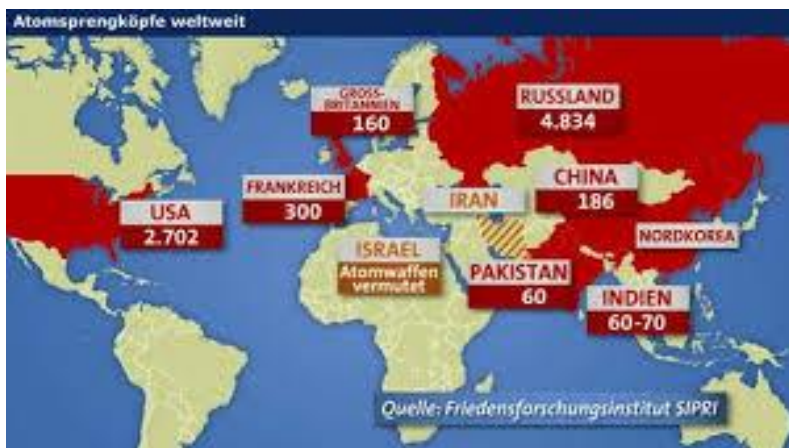 Atomsprengköpfe weltweit
GROSS-
BRITANNIEN
160
RUSSLAND
4.834
FRANKREICH
300
IRAN
CHINA
186
USA
2.702
NORDKOREA
ISRAEL
Atomwaffen
vermutet
PAKISTAN
60
INDIEN
60-70
Quelle: Friedensforschungsinstitut SIPRI